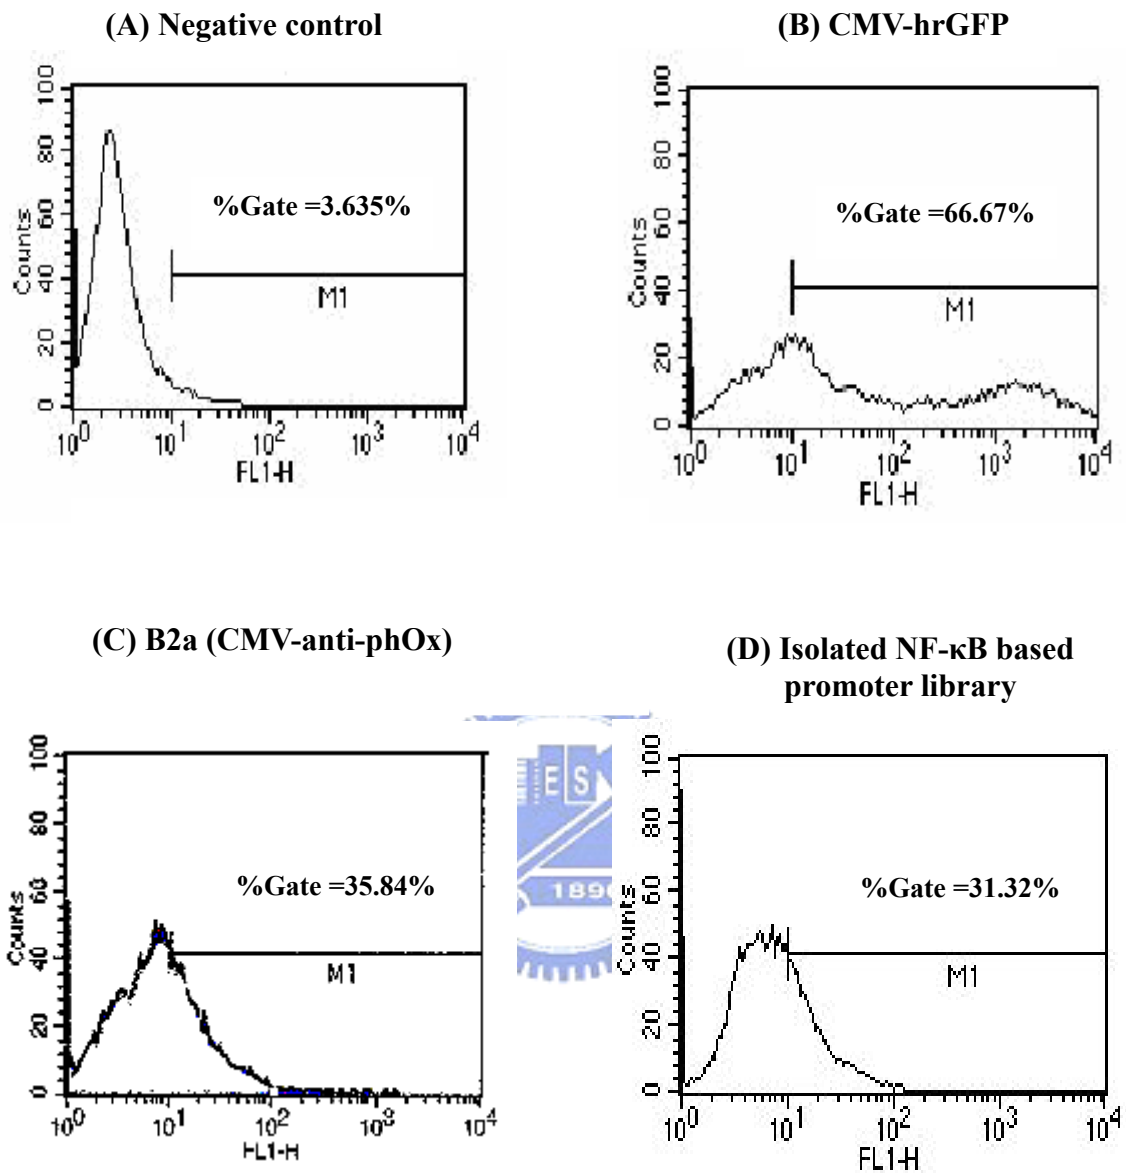 (A) Negative control
100
80
60
40
20
0
Counts
%Gate =3.635%
M1
10^0 10^1 10^2 10^3 10^4
FL1-H
(B) CMV-hrGFP
100
80
60
40
20
0
Counts
%Gate =66.67%
M1
10^0 10^1 10^2 10^3 10^4
FL1-H
(C) B2a (CMV-anti-phOx)
100
80
60
40
20
0
Counts
%Gate =35.84%
M1
10^0 10^1 10^2 10^3 10^4
FL1-H
(D) Isolated NF-κB based
promoter library
100
80
60
40
20
0
Counts
%Gate =31.32%
M1
10^0 10^1 10^2 10^3 10^4
FL1-H
E S